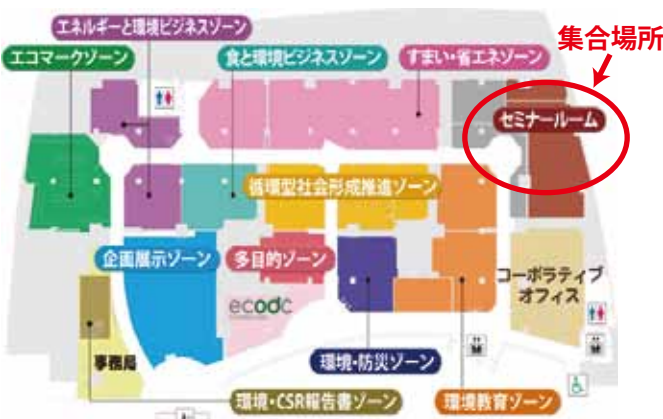 エネルギーと環境ビジネスゾーン
集合場所
エコマークゾーン
食と環境ビジネスゾーン
すまい・省エネゾーン
セミナールーム
循環型社会形成推進ゾーン
企画展示ゾーン
多目的ゾーン
コーポラティブ
オフィス
ecodc
事務局
環境・防災ゾーン
環境・CSR報告書ゾーン
環境教育ゾーン